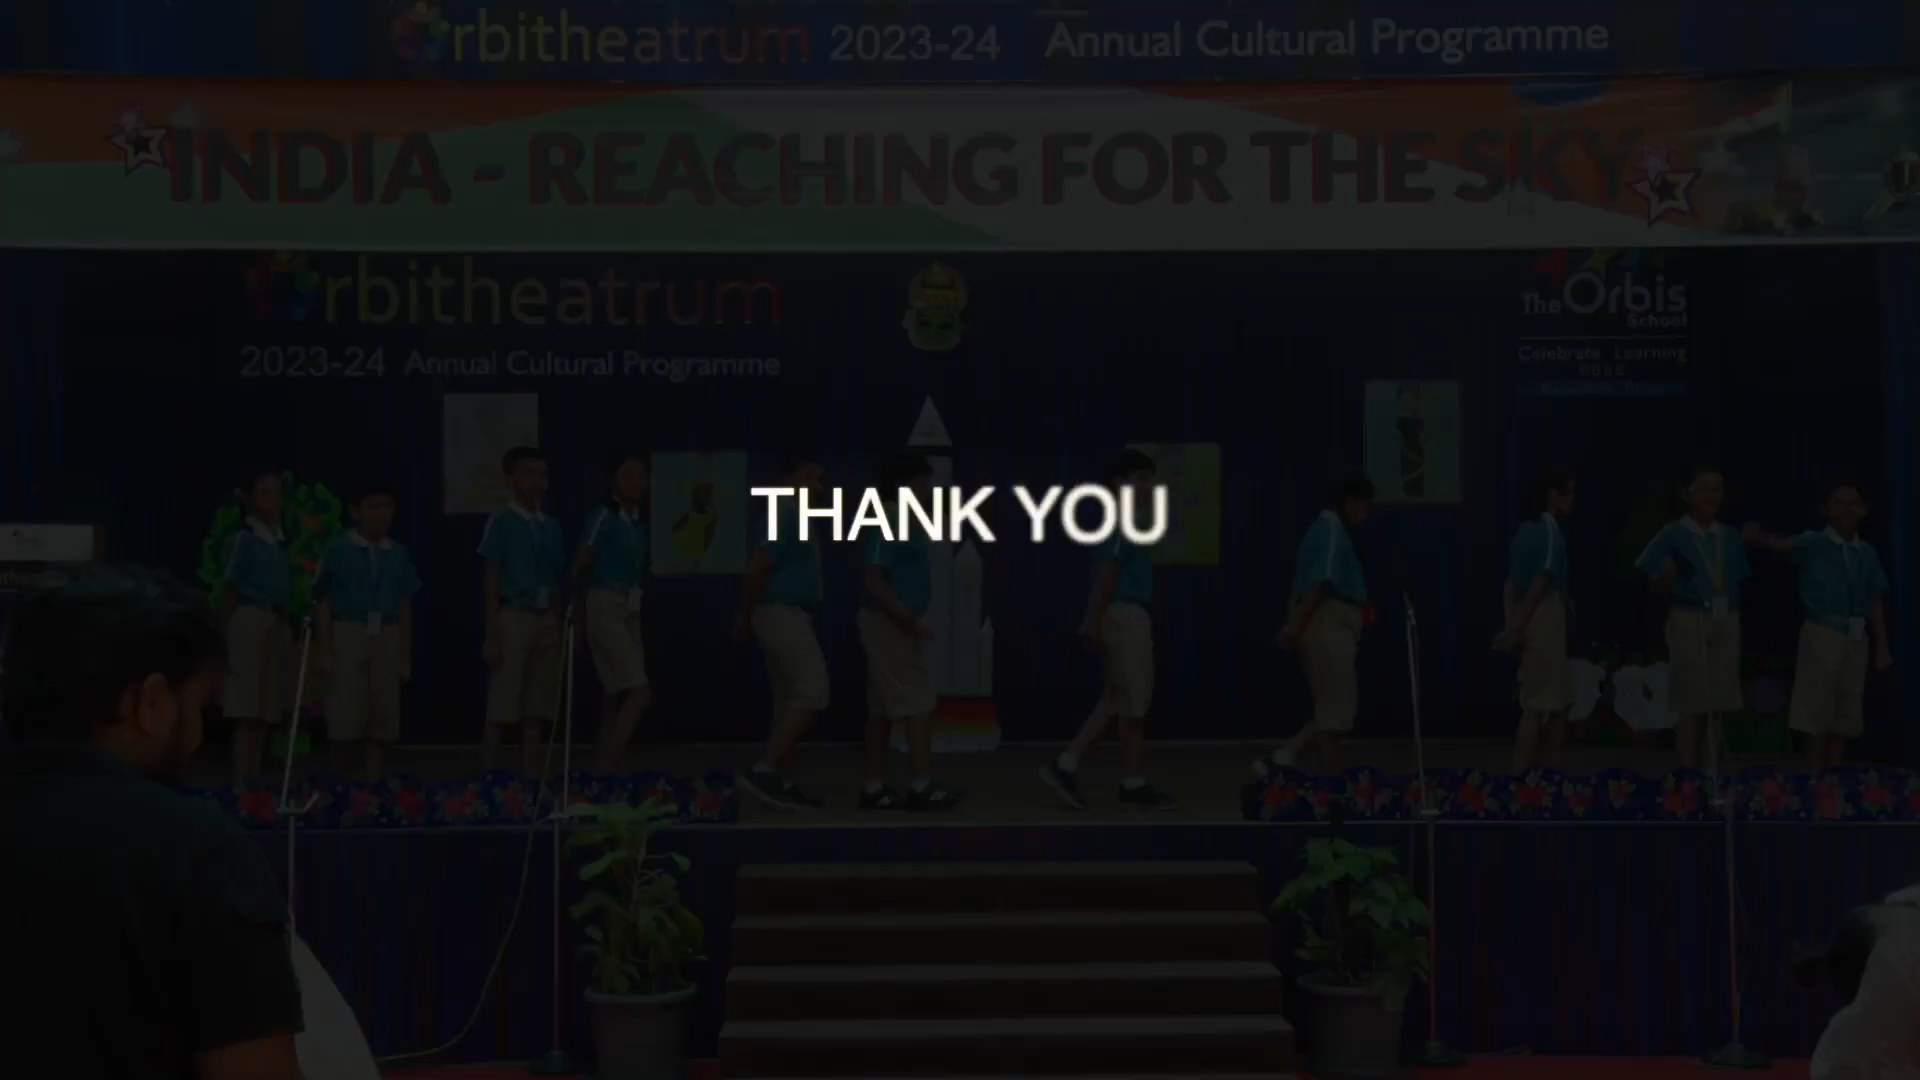 rbitheatrum 2023-24 Annual Cultural Programme
INDIA - REACHING FOR THE SKY
rbitheatrum
2023-24 Annual Cultural Programme
The Orbis
School
Celebrate Learning
THANK YOU